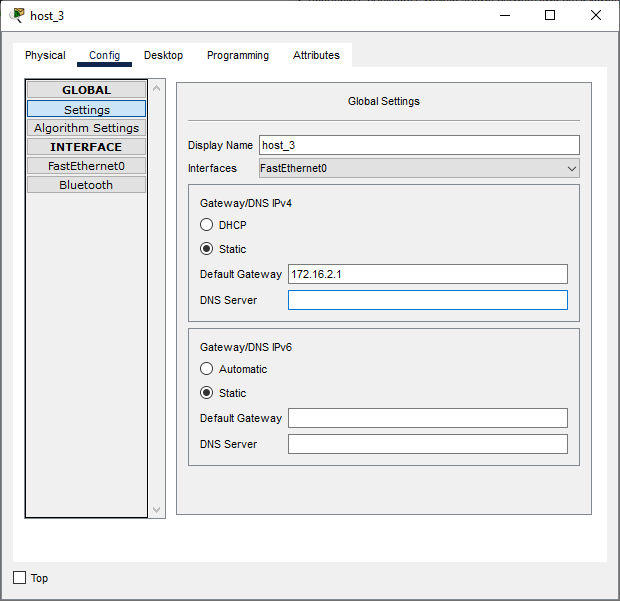 host_3
Physical Config Desktop Programming Attributes
GLOBAL
Settings
Algorithm Settings
INTERFACE
FastEthernet0
Bluetooth
Global Settings
Display Name host_3
Interfaces FastEthernet0
Gateway/DNS IPv4
DHCP
Static
Default Gateway 172.16.2.1
DNS Server
Gateway/DNS IPv6
Automatic
Static
Default Gateway
DNS Server
Top